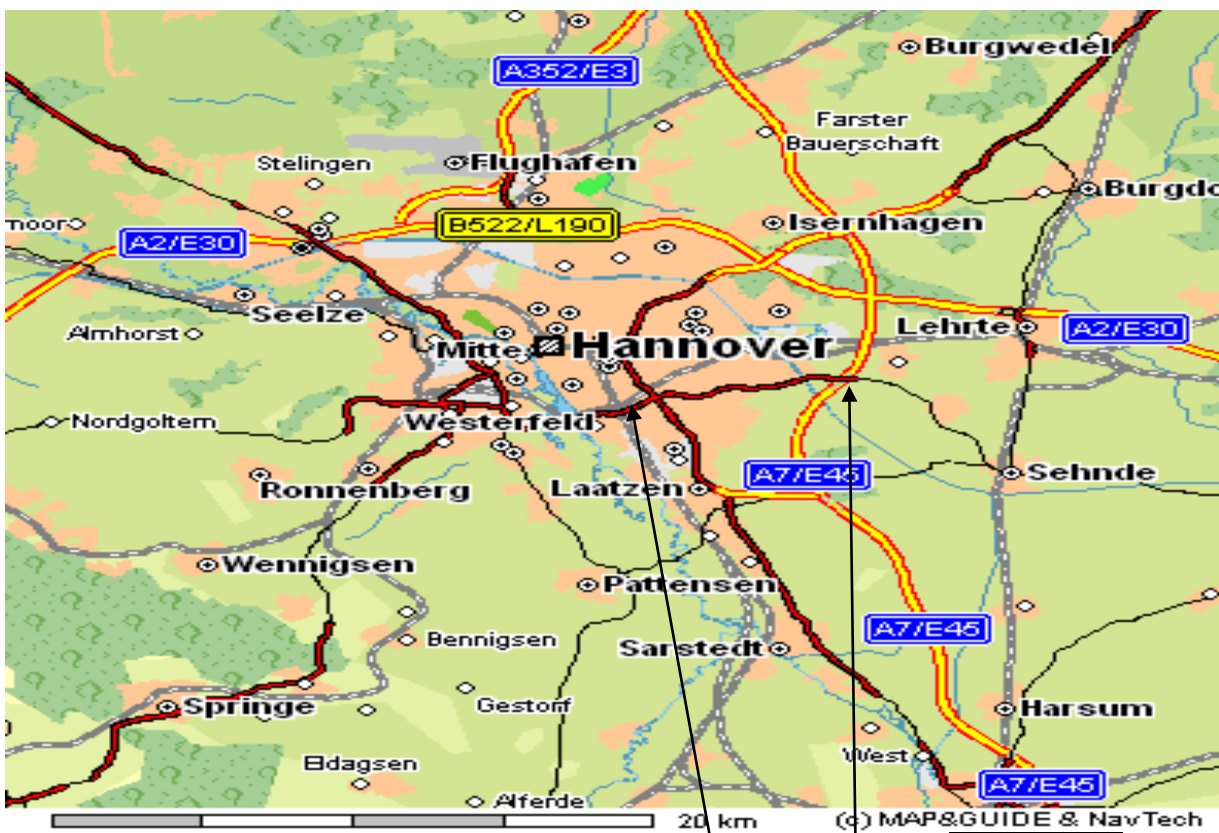 Burgwedel
A352/E3
Farster
Bauerschaft
Stelingen
Flughafen
Burgdo
moor
B522/L190
Isernhagen
A2/E30
Seelze
Lehrte
A2/E30
Almhorst
Mitte
Hannover
Nordgoltern
Westerfeld
A7/E45
Sehnde
Ronnenberg
Laatzen
Wennigsen
Pattensen
A7/E45
Bennigsen
Sarstedt
Springe
Gestorf
Harsum
West
Eldagsen
A7/E45
Alferde
20 km
(c) MAP&GUIDE & NavTech